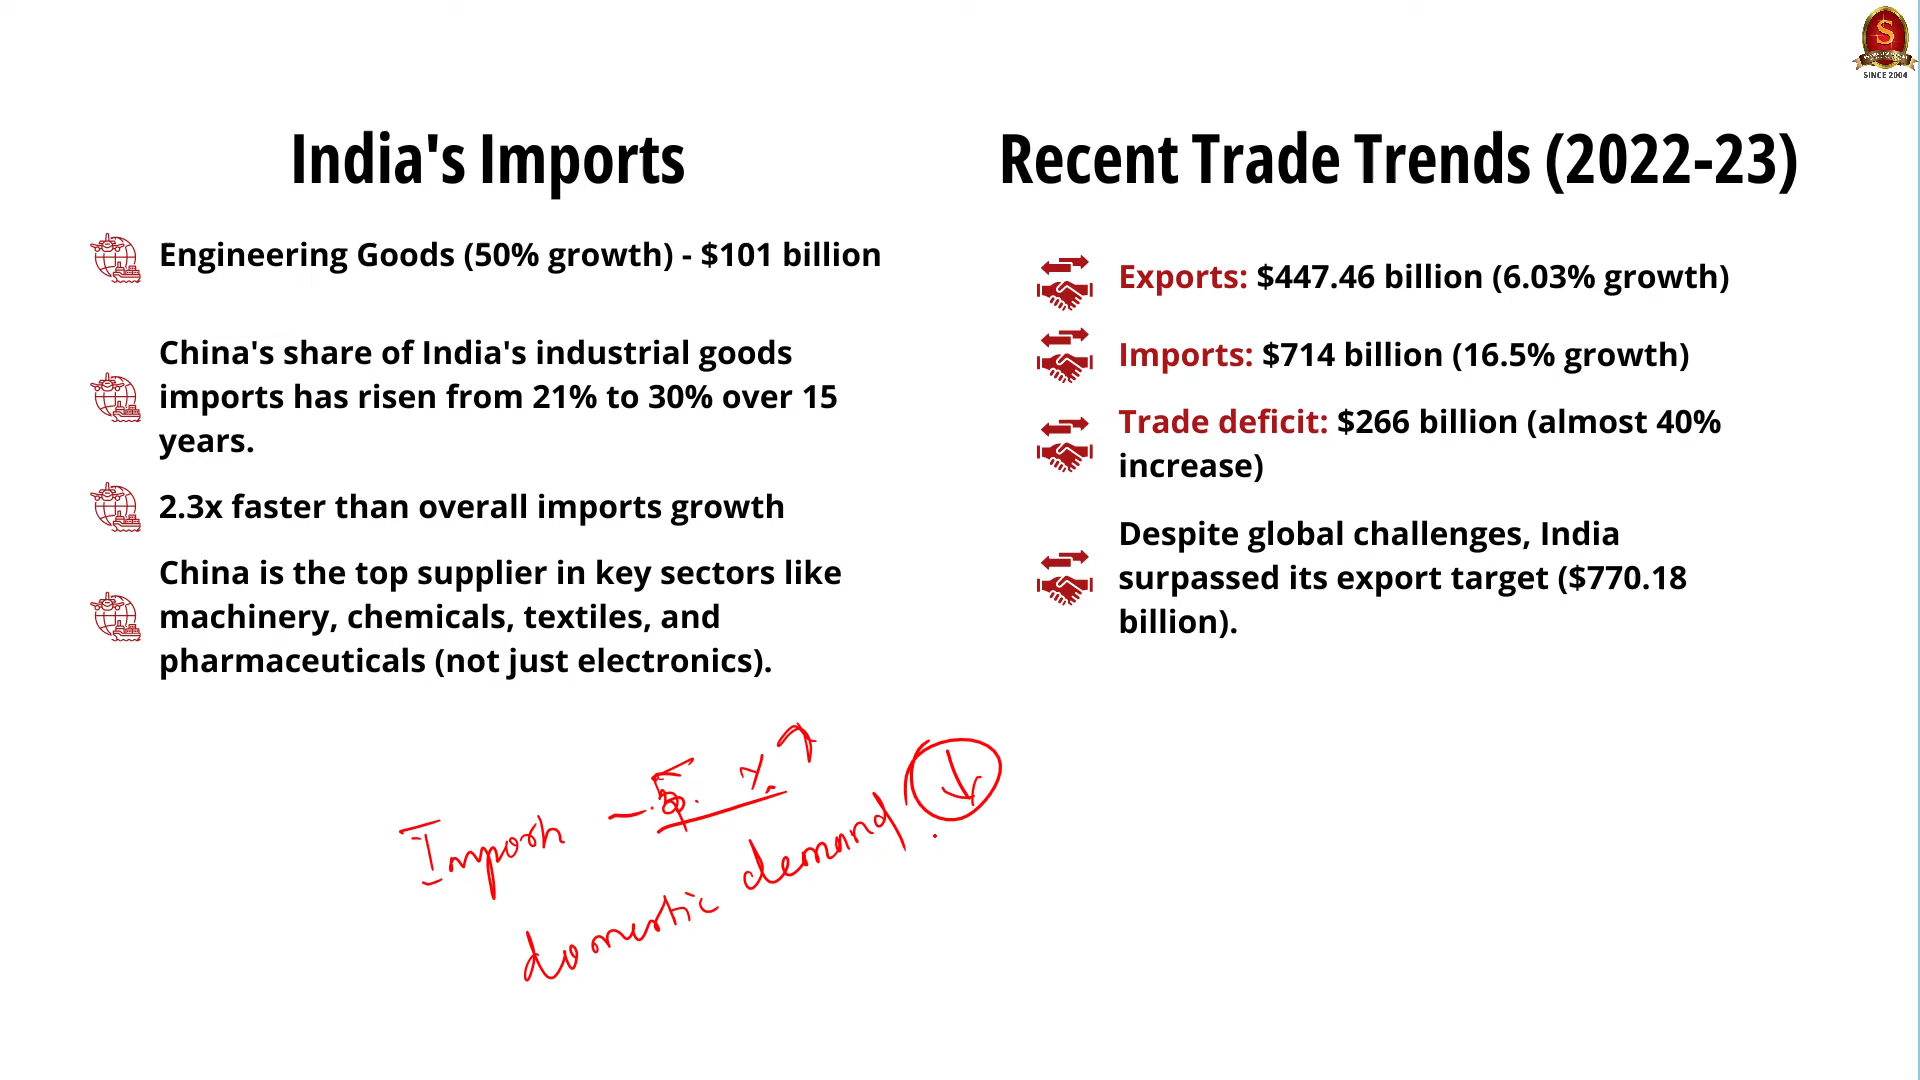 S
SINCE 2004
India's Imports
Engineering Goods (50% growth) - $101 billion
China's share of India's industrial goods
imports has risen from 21% to 30% over 15
years.
2.3x faster than overall imports growth
China is the top supplier in key sectors like
machinery, chemicals, textiles, and
pharmaceuticals (not just electronics).
Recent Trade Trends (2022-23)
Exports: $447.46 billion (6.03% growth)
Imports: $714 billion (16.5% growth)
Trade deficit: $266 billion (almost 40%
increase)
Despite global challenges, India
surpassed its export target ($770.18
billion).
Import - %
domestic demand